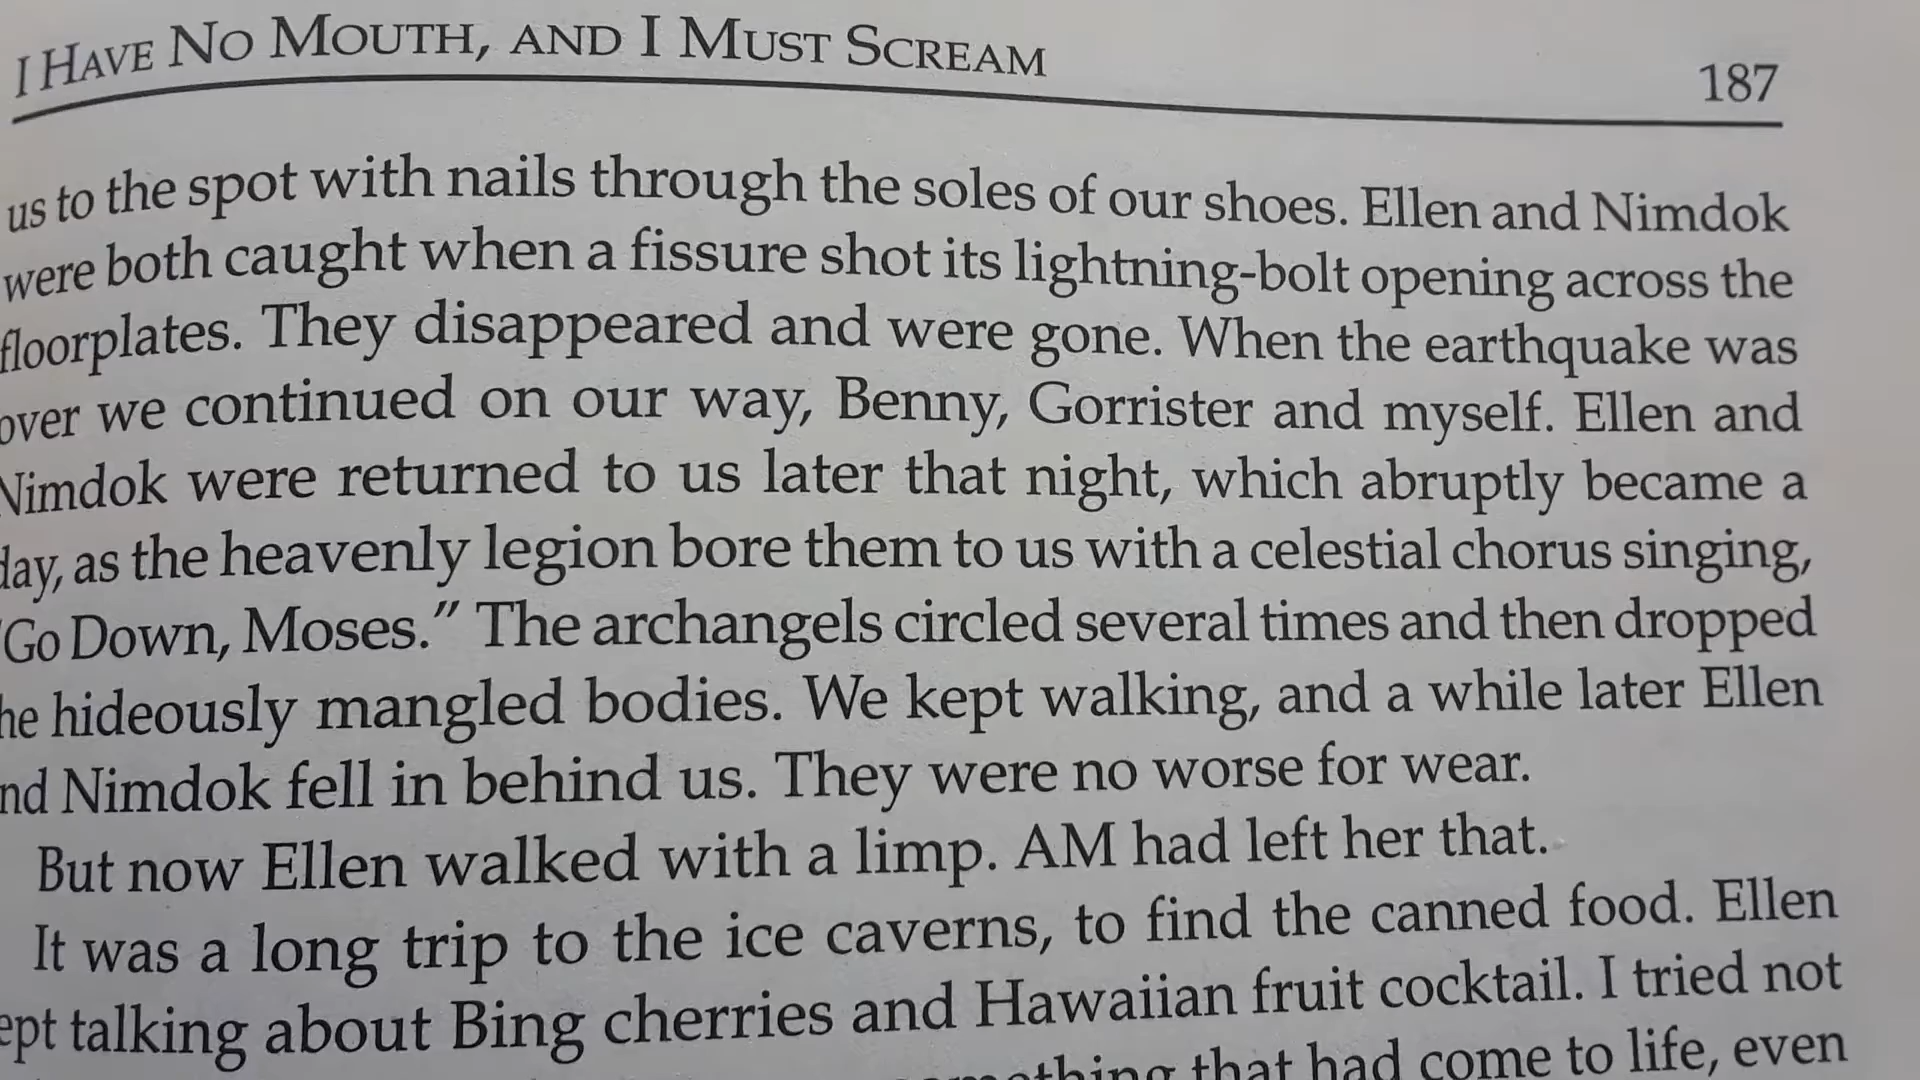 I HAVE NO MOUTH, AND I MUST SCREAM 187
us to the spot with nails through the soles of our shoes. Ellen and Nimdok
were both caught when a fissure shot its lightning-bolt opening across the
floorplates. They disappeared and were gone. When the earthquake was
over we continued on our way, Benny, Gorrister and myself. Ellen and
Nimdok were returned to us later that night, which abruptly became a
day, as the heavenly legion bore them to us with a celestial chorus singing,
"Go Down, Moses." The archangels circled several times and then dropped
he hideously mangled bodies. We kept walking, and a while later Ellen
nd Nimdok fell in behind us. They were no worse for wear.
But now Ellen walked with a limp. AM had left her that.
It was a long trip to the ice caverns, to find the canned food. Ellen
ept talking about Bing cherries and Hawaiian fruit cocktail. I tried not
that had come to life, even